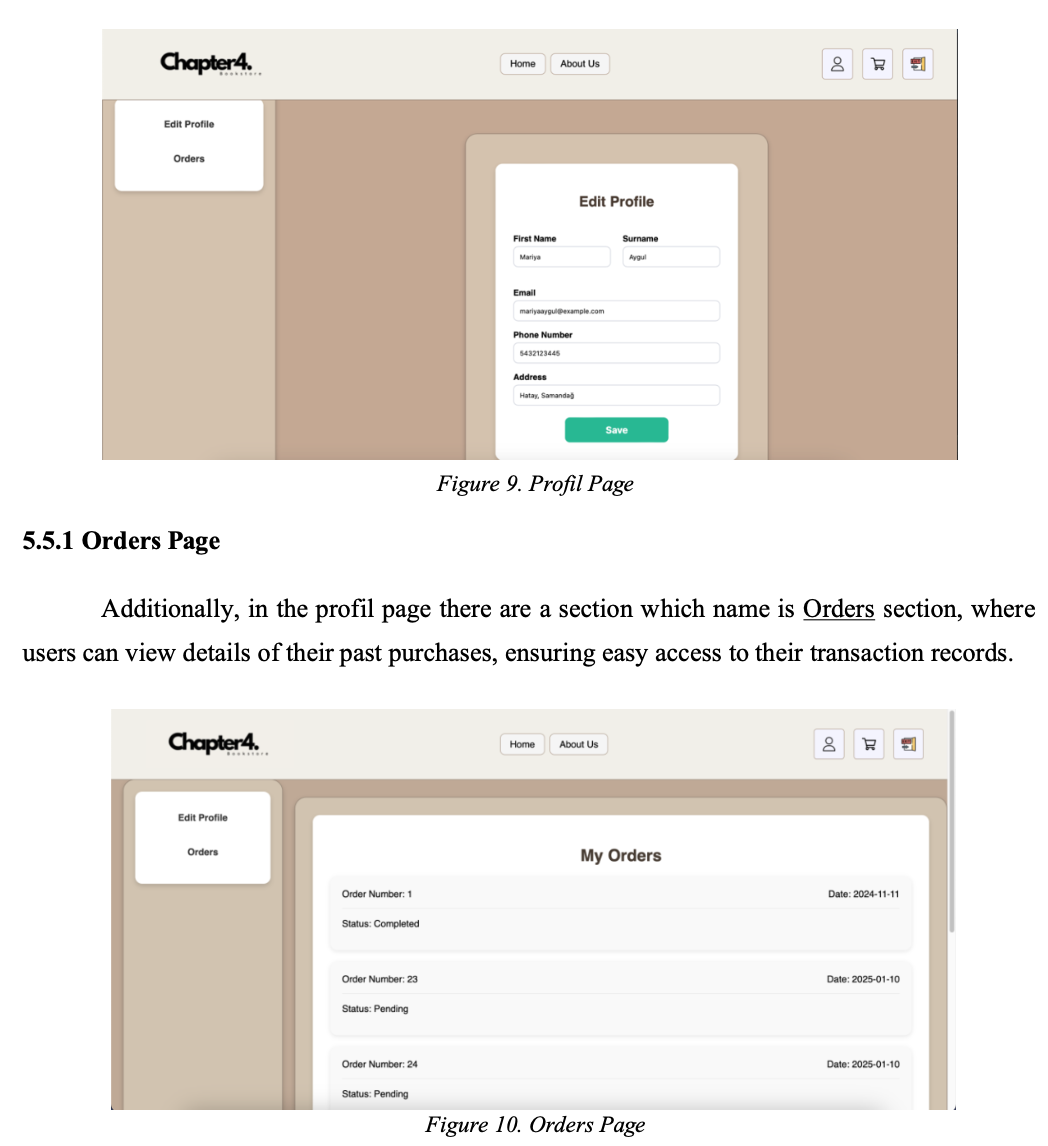 Chapter4.
Bookstore
Home
About Us
Edit Profile
Orders
Edit Profile
First Name
Surname
Mariya
Aygul
Email
mariyaaygul@example.com
Phone Number
5432123445
Address
Hatay, Samandağ
Save
Figure 9. Profil Page
5.5.1 Orders Page
Additionally, in the profil page there are a section which name is Orders section, where
users can view details of their past purchases, ensuring easy access to their transaction records.
Chapter4.
Bookstore
Home
About Us
Edit Profile
Orders
My Orders
Order Number: 1
Date: 2024-11-11
Status: Completed
Order Number: 23
Date: 2025-01-10
Status: Pending
Order Number: 24
Date: 2025-01-10
Status: Pending
Figure 10. Orders Page